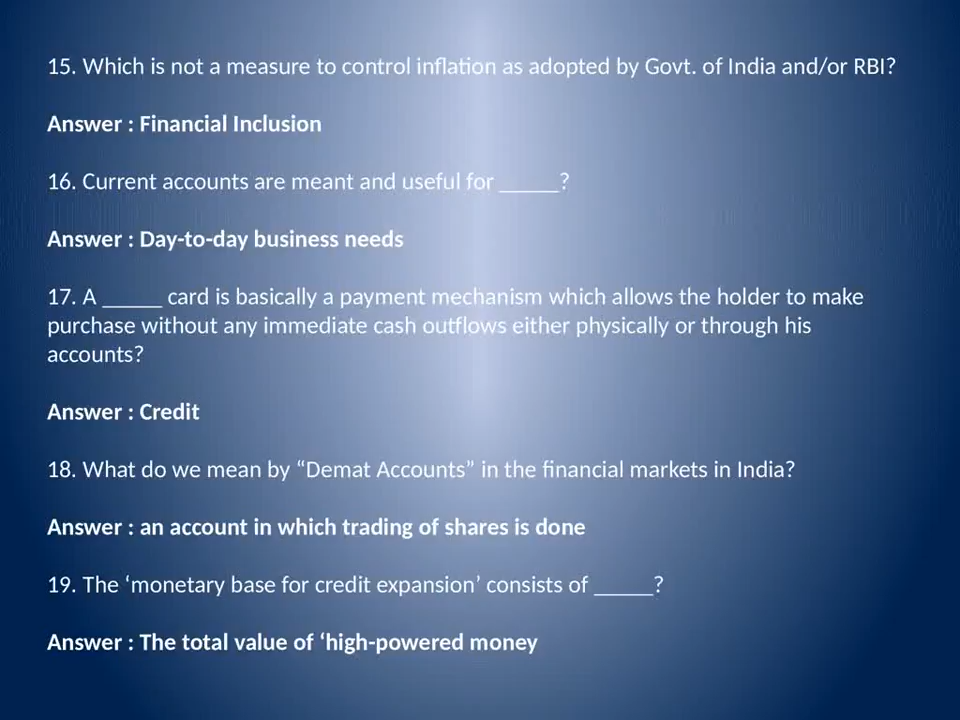 15. Which is not a measure to control inflation as adopted by Govt. of India and/or RBI?
Answer : Financial Inclusion
16. Current accounts are meant and useful for _____?
Answer : Day-to-day business needs
17. A _____ card is basically a payment mechanism which allows the holder to make
purchase without any immediate cash outflows either physically or through his
accounts?
Answer : Credit
18. What do we mean by “Demat Accounts” in the financial markets in India?
Answer : an account in which trading of shares is done
19. The ‘monetary base for credit expansion’ consists of _____?
Answer : The total value of ‘high-powered money